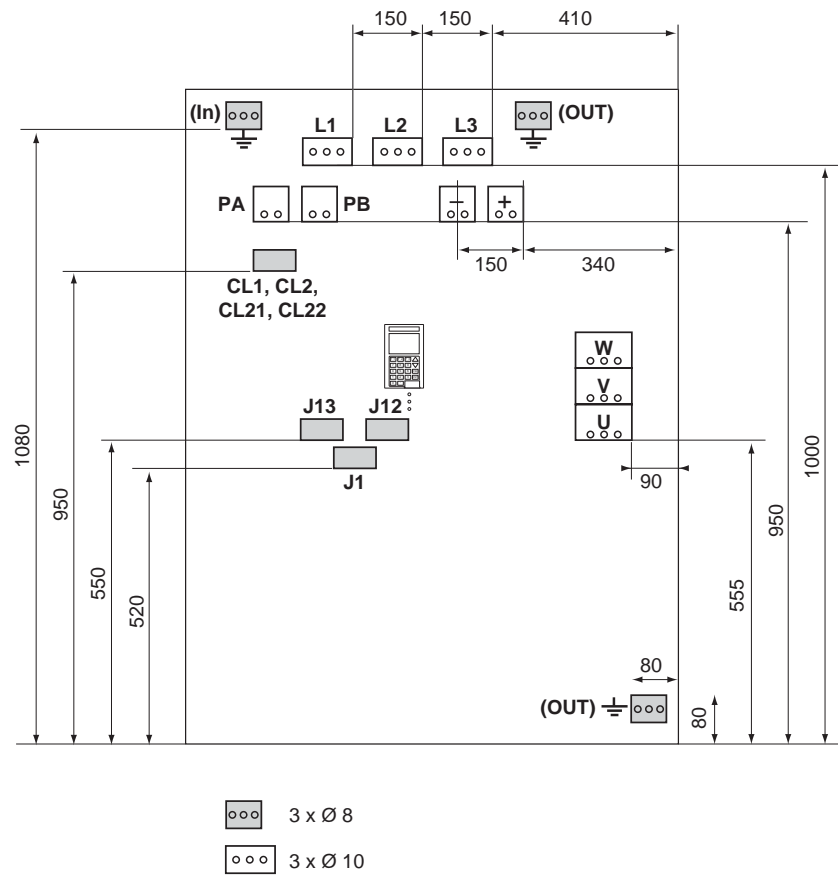 150 150 410
(In) (OUT)
L1 L2 L3
PA PB − +
150 340
CL1, CL2,
CL21, CL22
W
V
U
J13 J12
J1
90
1080
950
550
520
1000
950
555
80
(OUT)
80
3 x Ø 8
3 x Ø 10